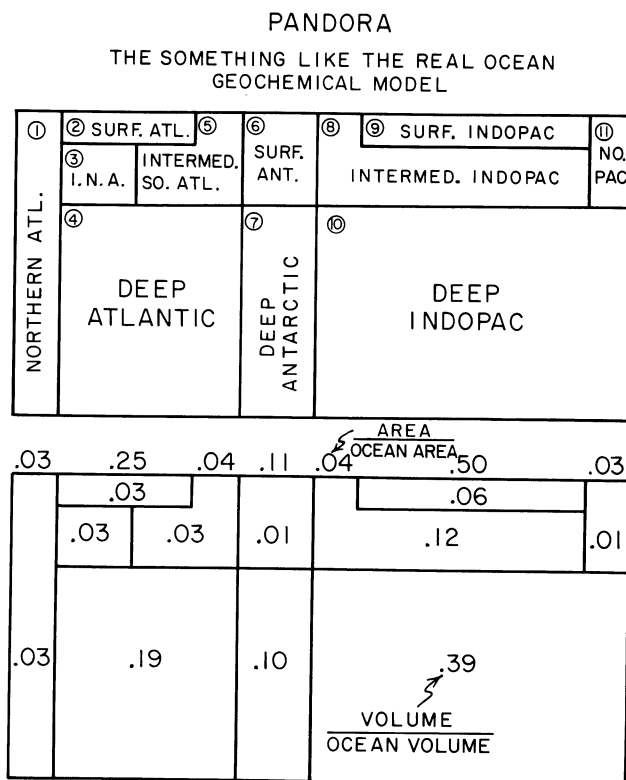 PANDORA
THE SOMETHING LIKE THE REAL OCEAN
GEOCHEMICAL MODEL
① ② SURF. ATL. ⑤ ⑥ ⑧ ⑨ SURF. INDOPAC ⑪
③ INTERMED. SURF. NO.
I.N.A. SO. ATL. ANT. INTERMED. INDOPAC PAC
④ ⑦ ⑩
NORTHERN ATL.
DEEP
ATLANTIC
DEEP
ANTARCTIC
DEEP
INDOPAC
AREA
OCEAN AREA
.03 .25 .04 .11 .04 .50 .03
.03 .06
.03 .03 .01 .12 .01
.03 .19 .10 .39
VOLUME
OCEAN VOLUME